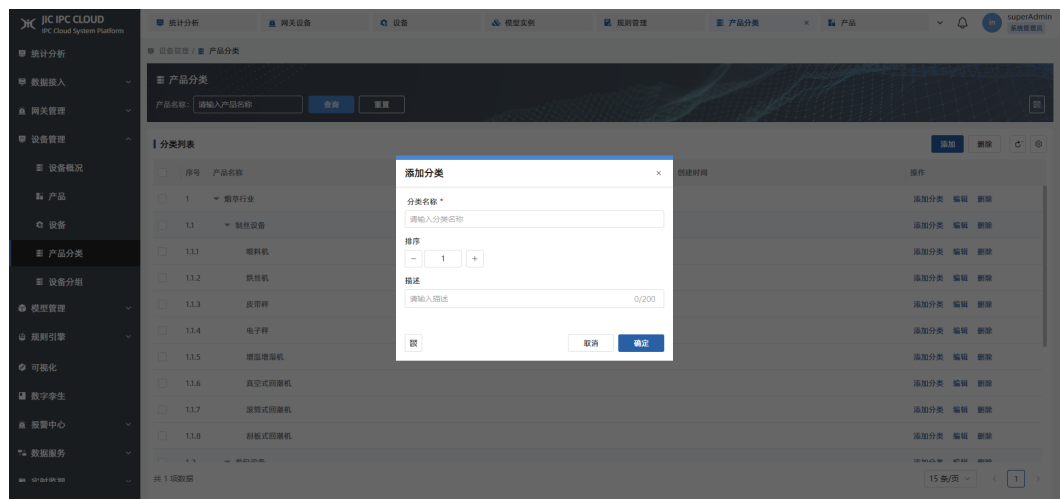 JIC IPC CLOUD
IPC Cloud System Platform
统计分析
网关设备
设备
模型实例
规则管理
产品分类
产品
superAdmin
系统管理员
统计分析
数据接入
网关管理
设备管理
设备概况
产品
设备
产品分类
设备分组
模型管理
规则引擎
可视化
数字孪生
报警中心
数据服务
设备管理 / 产品分类
产品分类
产品名称: 请输入产品名称 查询 重置
分类列表 添加 删除
序号 产品名称 创建时间 操作
1 烟草行业 添加分类 编辑 删除
1.1 制丝设备 添加分类 编辑 删除
1.1.1 喂料机 添加分类 编辑 删除
1.1.2 烘丝机 添加分类 编辑 删除
1.1.3 皮带秤 添加分类 编辑 删除
1.1.4 电子秤 添加分类 编辑 删除
1.1.5 增温增湿机 添加分类 编辑 删除
1.1.6 真空式回潮机 添加分类 编辑 删除
1.1.7 滚筒式回潮机 添加分类 编辑 删除
1.1.8 刮板式回潮机 添加分类 编辑 删除
共 1 项数据 15 条/页 1
添加分类
分类名称 *
请输入分类名称
排序
− 1 +
描述
请输入描述 0/200
取消 确定